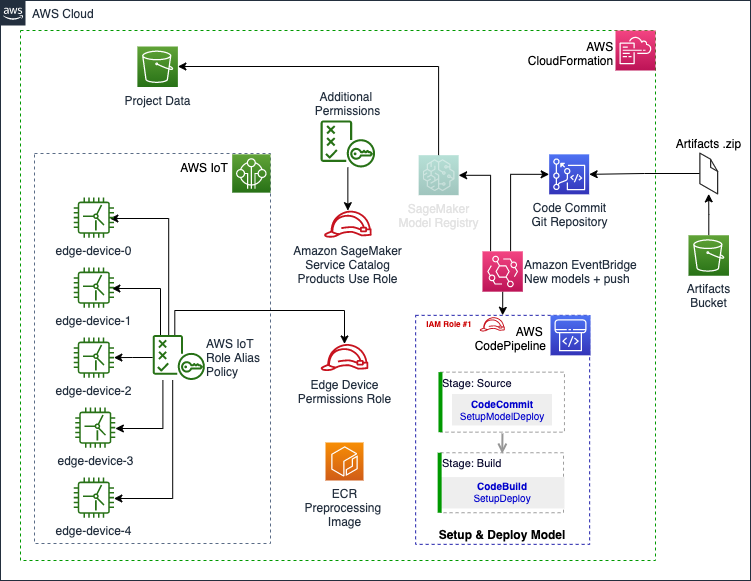 aws
AWS Cloud
AWS
CloudFormation
Project Data
Additional
Permissions
Artifacts .zip
AWS IoT
SageMaker
Model Registry
Code Commit
Git Repository
edge-device-0
Amazon SageMaker
Service Catalog
Products Use Role
Amazon EventBridge
New models + push
Artifacts
Bucket
edge-device-1
IAM Role #1
AWS
CodePipeline
AWS IoT
Role Alias
Policy
edge-device-2
Edge Device
Permissions Role
Stage: Source
CodeCommit
SetupModelDeploy
edge-device-3
Stage: Build
CodeBuild
SetupDeploy
ECR
Preprocessing
Image
edge-device-4
Setup & Deploy Model